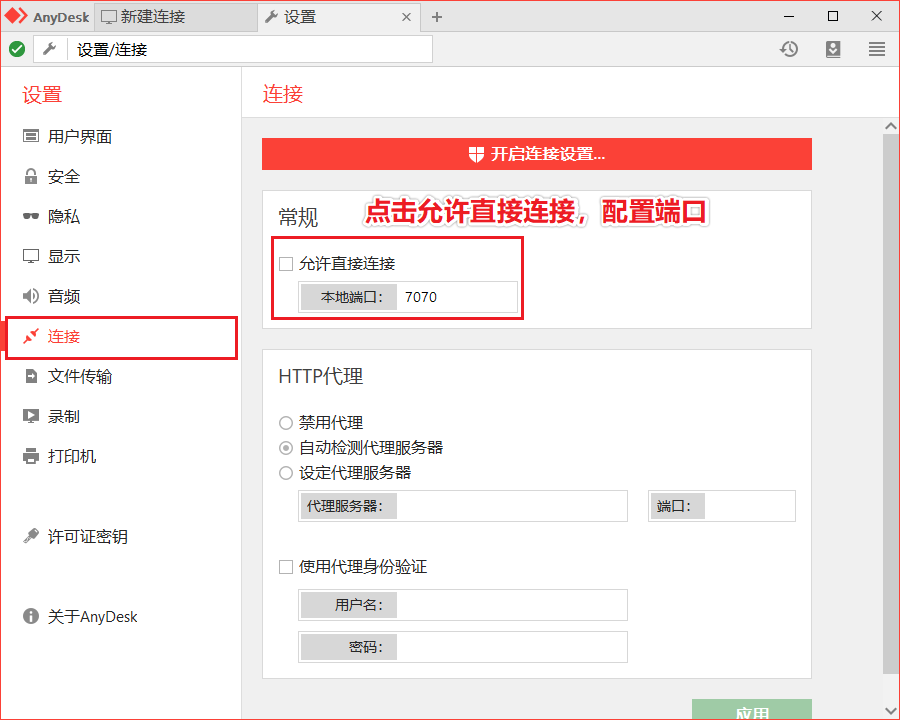 AnyDesk 新建连接 设置
设置/连接
设置
用户界面
安全
隐私
显示
音频
连接
文件传输
录制
打印机
许可证密钥
关于AnyDesk
连接
开启连接设置...
常规
点击允许直接连接，配置端口
允许直接连接
本地端口： 7070
HTTP代理
禁用代理
自动检测代理服务器
设定代理服务器
代理服务器： 端口：
使用代理身份验证
用户名：
密码：
应用